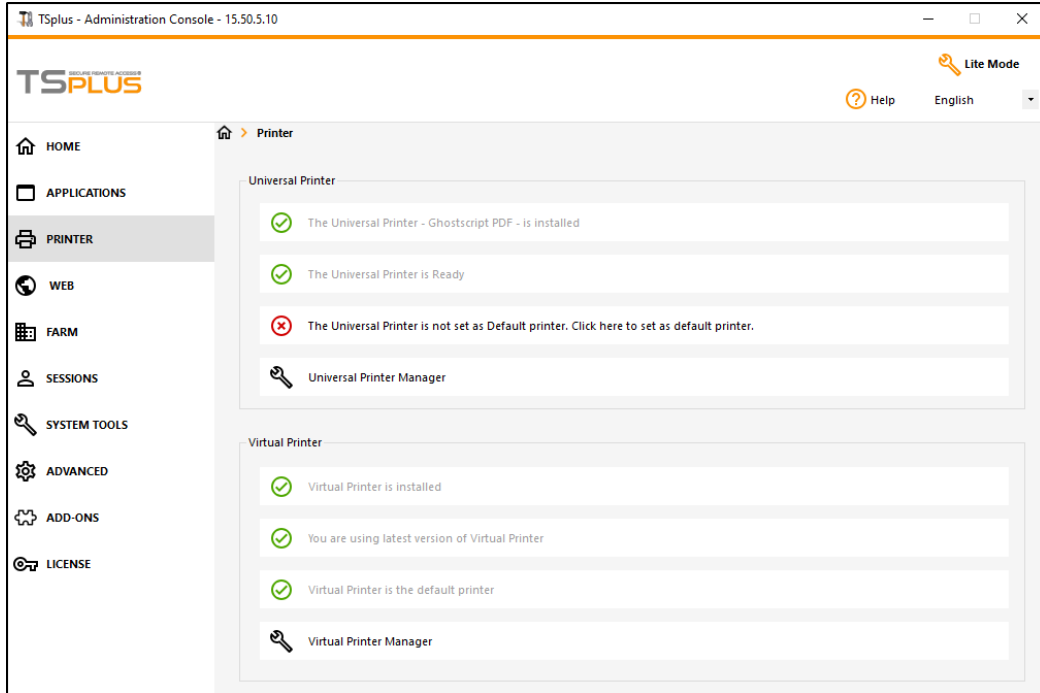 TSplus - Administration Console - 15.50.5.10
Lite Mode
TSPLUS
SECURE REMOTE ACCESS
Help
English
HOME
APPLICATIONS
PRINTER
WEB
FARM
SESSIONS
SYSTEM TOOLS
ADVANCED
ADD-ONS
LICENSE
> Printer
Universal Printer
The Universal Printer - Ghostscript PDF - is installed
The Universal Printer is Ready
The Universal Printer is not set as Default printer. Click here to set as default printer.
Universal Printer Manager
Virtual Printer
Virtual Printer is installed
You are using latest version of Virtual Printer
Virtual Printer is the default printer
Virtual Printer Manager